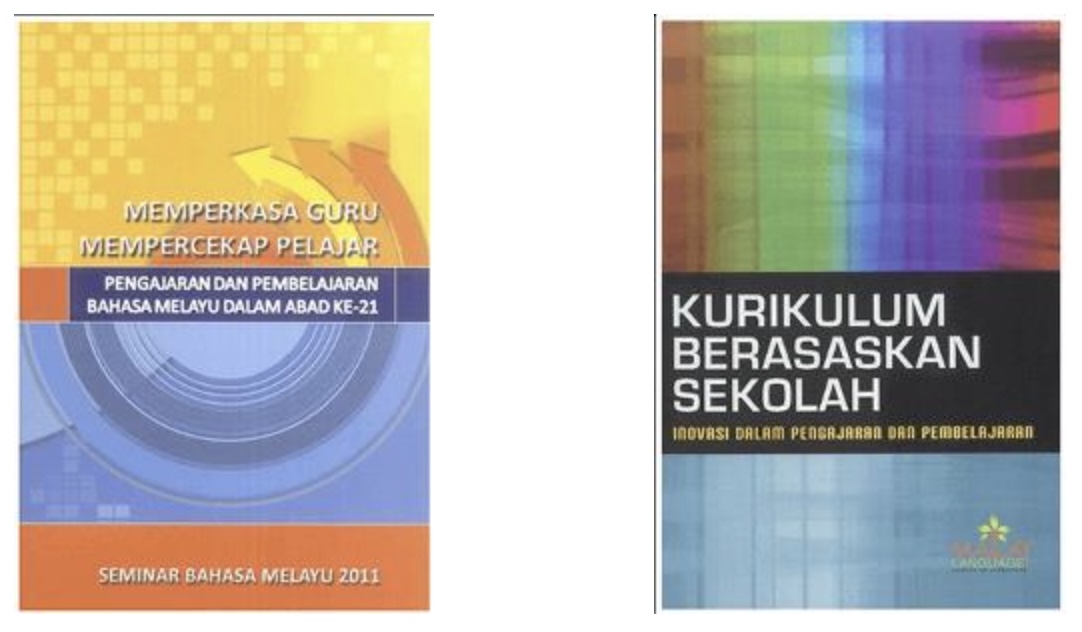 MEMPERKASA GURU
MEMPERCEKAP PELAJAR
PENGAJARAN DAN PEMBELAJARAN
BAHASA MELAYU DALAM ABAD KE-21
SEMINAR BAHASA MELAYU 2011
KURIKULUM
BERASASKAN
SEKOLAH
INOVASI DALAM PENGAJARAN DAN PEMBELAJARAN
MALAY
LANGUAGE